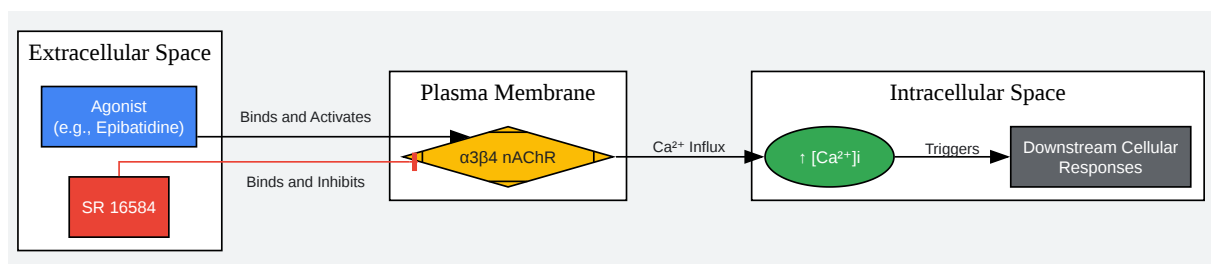 Extracellular Space
Agonist
(e.g., Epibatidine)
SR 16584
Binds and Activates
Binds and Inhibits
Plasma Membrane
α3β4 nAChR
Ca²⁺ Influx
Intracellular Space
↑ [Ca²⁺]i
Triggers
Downstream Cellular
Responses